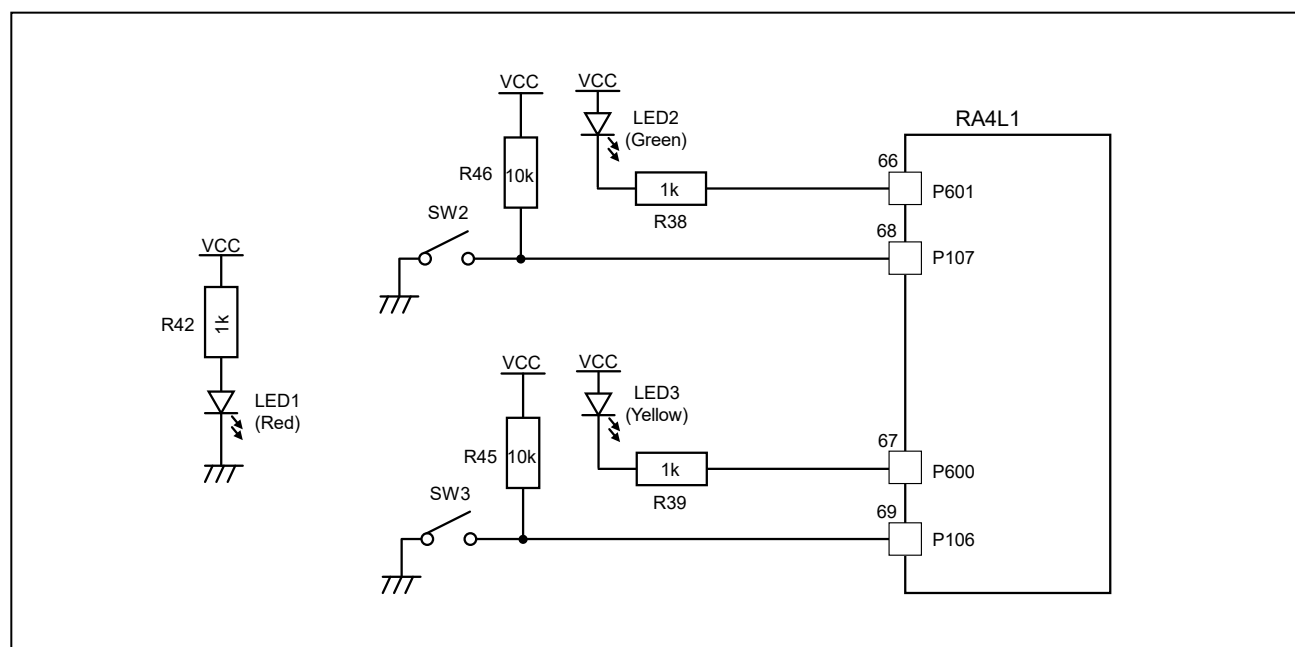 VCC
VCC
RA4L1
LED2
(Green)
66
R46
10k
1k
P601
R38
SW2
68
VCC
P107
R42
1k
VCC
VCC
LED3
(Yellow)
LED1
(Red)
67
R45
10k
1k
P600
R39
SW3
69
P106